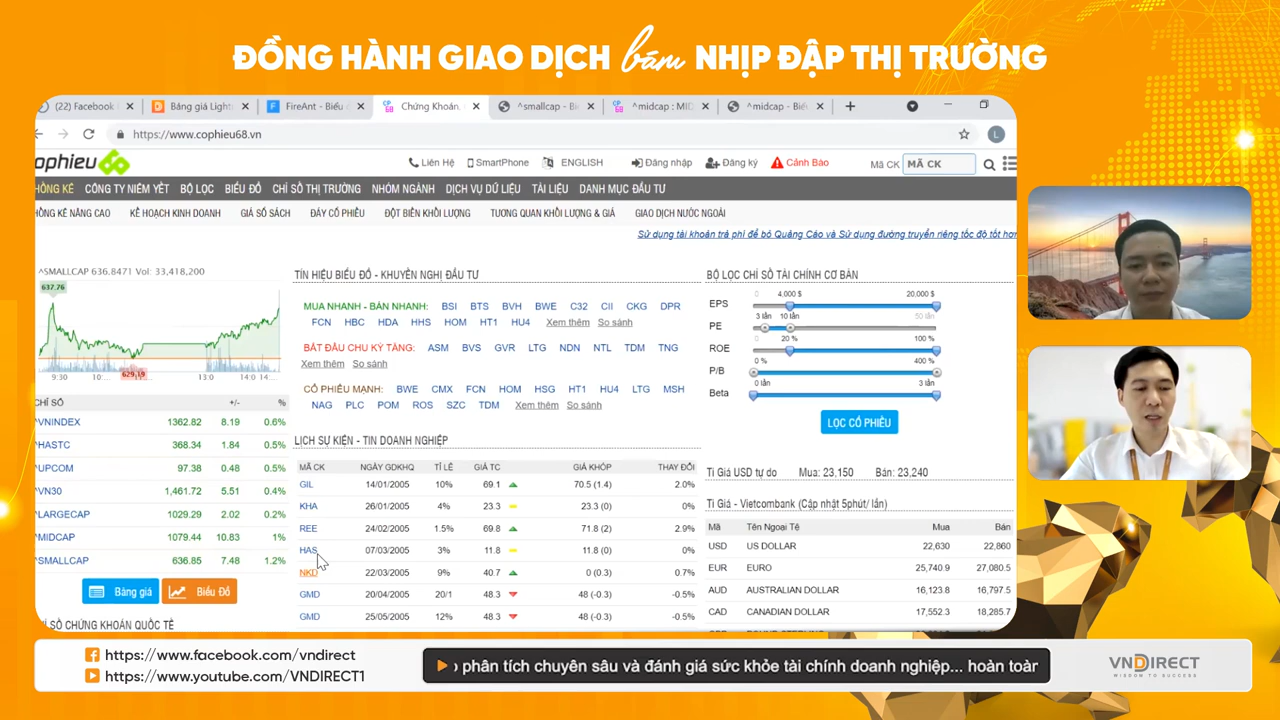 ĐỒNG HÀNH GIAO DỊCH bám NHỊP ĐẬP THỊ TRƯỜNG
(22) Facebook
Bảng giá Light
FireAnt - Biểu đ
Chứng Khoán,
^smallcap - Bi
^midcap : MID
^midcap - Biể
https://www.cophieu68.vn
L
ophieu68
Liên Hệ
SmartPhone
ENGLISH
Đăng nhập
Đăng ký
Cảnh Báo
Mã CK
MÃ CK
HỐNG KÊ CÔNG TY NIÊM YẾT BỘ LỌC BIỂU ĐỒ CHỈ SỐ THỊ TRƯỜNG NHÓM NGÀNH DỊCH VỤ DỮ LIỆU TÀI LIỆU DANH MỤC ĐẦU TƯ
HỐNG KÊ NÂNG CAO KẾ HOẠCH KINH DOANH GIÁ SỔ SÁCH ĐÁY CỔ PHIẾU ĐỘT BIẾN KHỐI LƯỢNG TƯƠNG QUAN KHỐI LƯỢNG & GIÁ GIAO DỊCH NƯỚC NGOÀI
Sử dụng tài khoản trả phí để bỏ Quảng Cáo và Sử dụng đường truyền riêng tốc độ tốt hơn
^SMALLCAP 636.8471 Vol: 33,418,200
637.76
629.19
9:30 10:.. 13:0 14:0 14:..
CHỈ SỐ +/- %
^VNINDEX 1362.82 8.19 0.6%
^HASTC 368.34 1.84 0.5%
^UPCOM 97.38 0.48 0.5%
^VN30 1,461.72 5.51 0.4%
^LARGECAP 1029.29 2.02 0.2%
^MIDCAP 1079.44 10.83 1%
^SMALLCAP 636.85 7.48 1.2%
Bảng giá
Biểu Đồ
CHỈ SỐ CHỨNG KHOÁN QUỐC TẾ
TÍN HIỆU BIỂU ĐỒ - KHUYẾN NGHỊ ĐẦU TƯ
MUA NHANH - BÁN NHANH: BSI BTS BVH BWE C32 CII CKG DPR
FCN HBC HDA HHS HOM HT1 HU4 Xem thêm So sánh
BẮT ĐẦU CHU KỲ TĂNG: ASM BVS GVR LTG NDN NTL TDM TNG
Xem thêm So sánh
CỔ PHIẾU MẠNH: BWE CMX FCN HOM HSG HT1 HU4 LTG MSH
NAG PLC POM ROS SZC TDM Xem thêm So sánh
LỊCH SỰ KIỆN - TIN DOANH NGHIỆP
MÃ CK NGÀY GDKHQ TỈ LỆ GIÁ TC GIÁ KHỚP THAY ĐỔI
GIL 14/01/2005 10% 69.1 70.5 (1.4) 2.0%
KHA 26/01/2005 4% 23.3 23.3 (0) 0%
REE 24/02/2005 1.5% 69.8 71.8 (2) 2.9%
HAS 07/03/2005 3% 11.8 11.8 (0) 0%
NKD 22/03/2005 9% 40.7 0 (0.3) 0.7%
GMD 20/04/2005 20/1 48.3 48 (-0.3) -0.5%
GMD 25/05/2005 12% 48.3 48 (-0.3) -0.5%
BỘ LỌC CHỈ SỐ TÀI CHÍNH CƠ BẢN
4,000 $ 20,000 $
EPS
3 lần 10 lần 50 lần
PE
20 % 100 %
ROE
0 % 400 %
P/B
0 lần 3 lần
Beta
LỌC CỔ PHIẾU
Tỉ Giá USD tự do Mua: 23,150 Bán: 23,240
Tỉ Giá - Vietcombank (Cập nhật 5phút/ lần)
Mã Tên Ngoại Tệ Mua Bán
USD US DOLLAR 22,630 22,860
EUR EURO 25,740.9 27,080.5
AUD AUSTRALIAN DOLLAR 16,123.8 16,797.5
CAD CANADIAN DOLLAR 17,552.3 18,285.7
https://www.facebook.com/vndirect
https://www.youtube.com/VNDIRECT1
phân tích chuyên sâu và đánh giá sức khỏe tài chính doanh nghiệp... hoàn toàn
VNDIRECT
WISDOM TO SUCCESS